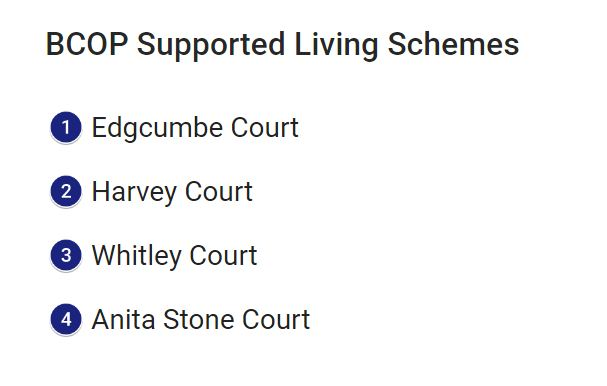 BCOP Supported Living Schemes
1 Edgcumbe Court
2 Harvey Court
3 Whitley Court
4 Anita Stone Court